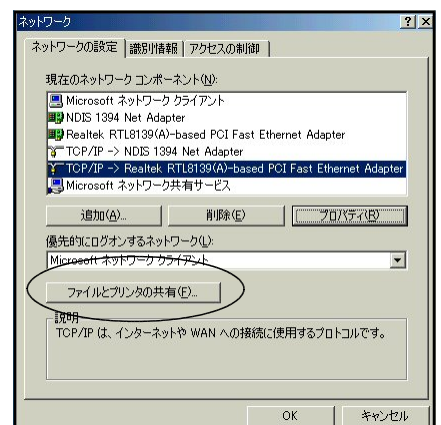 ネットワーク
ネットワークの設定 識別情報 アクセスの制御
現在のネットワーク コンポーネント(N):
Microsoft ネットワーク クライアント
NDIS 1394 Net Adapter
Realtek RTL8139(A)-based PCI Fast Ethernet Adapter
TCP/IP -> NDIS 1394 Net Adapter
TCP/IP -> Realtek RTL8139(A)-based PCI Fast Ethernet Adapter
Microsoft ネットワーク共有サービス
追加(A)... 削除(E) プロパティ(R)
優先的にログオンするネットワーク(L):
Microsoft ネットワーク クライアント
ファイルとプリンタの共有(F)...
説明
TCP/IP は、インターネットや WAN への接続に使用するプロトコルです。
OK キャンセル